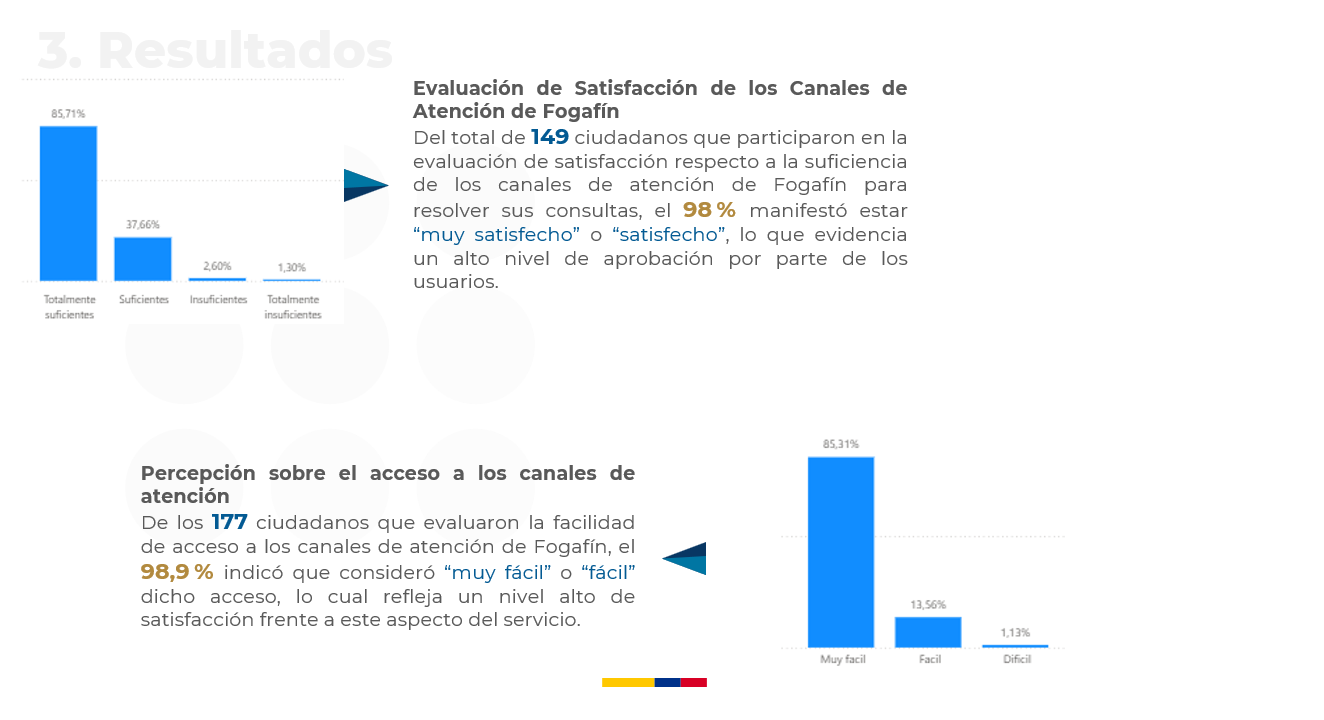 3. Resultados
85,71%
37,66%
2,60%
1,30%
Totalmente suficientes
Suficientes
Insuficientes
Totalmente insuficientes
Evaluación de Satisfacción de los Canales de
Atención de Fogafín
Del total de 149 ciudadanos que participaron en la
evaluación de satisfacción respecto a la suficiencia
de los canales de atención de Fogafín para
resolver sus consultas, el 98 % manifestó estar
“muy satisfecho” o “satisfecho”, lo que evidencia
un alto nivel de aprobación por parte de los
usuarios.
Percepción sobre el acceso a los canales de
atención
De los 177 ciudadanos que evaluaron la facilidad
de acceso a los canales de atención de Fogafín, el
98,9 % indicó que consideró “muy fácil” o “fácil”
dicho acceso, lo cual refleja un nivel alto de
satisfacción frente a este aspecto del servicio.
85,31%
13,56%
1,13%
Muy facil
Facil
Dificil